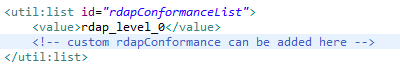 <util:list id="rdapConformanceList">
    <value>rdap_level_0</value>
    <!-- custom rdapConformance can be added here -->
</util:list>